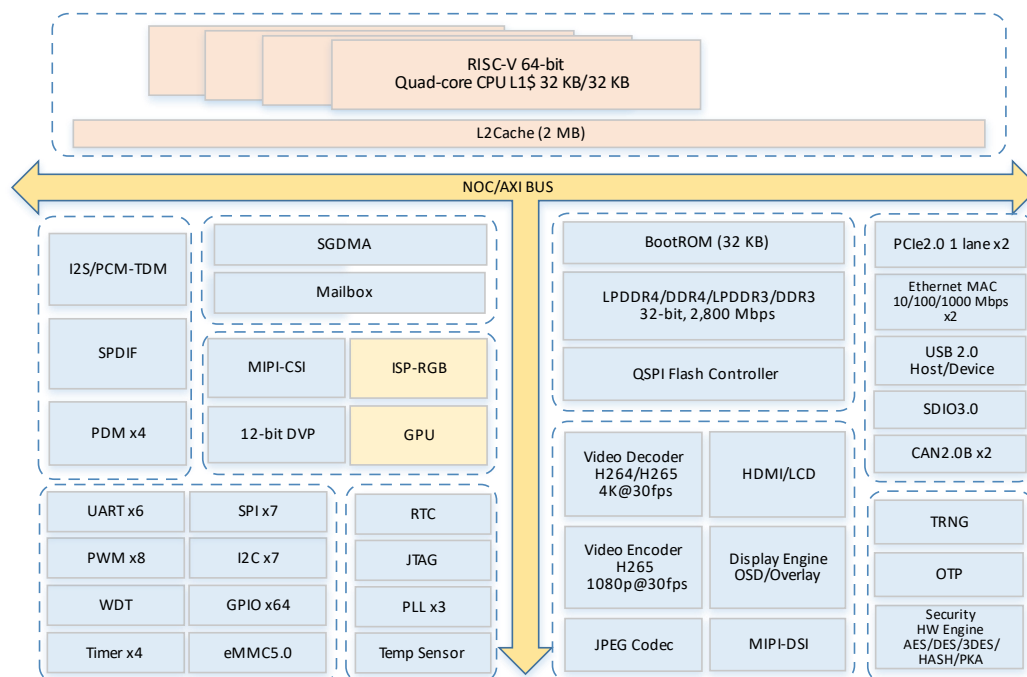 RISC-V 64-bit
Quad-core CPU L1$ 32 KB/32 KB
L2Cache (2 MB)
NOC/AXI BUS
I2S/PCM-TDM
SPDIF
PDM x4
SGDMA
Mailbox
MIPI-CSI
ISP-RGB
12-bit DVP
GPU
BootROM (32 KB)
LPDDR4/DDR4/LPDDR3/DDR3
32-bit, 2,800 Mbps
QSPI Flash Controller
PCIe2.0 1 lane x2
Ethernet MAC
10/100/1000 Mbps
x2
USB 2.0
Host/Device
SDIO3.0
CAN2.0B x2
UART x6
SPI x7
PWM x8
I2C x7
WDT
GPIO x64
Timer x4
eMMC5.0
RTC
JTAG
PLL x3
Temp Sensor
Video Decoder
H264/H265
4K@30fps
HDMI/LCD
Video Encoder
H265
1080p@30fps
Display Engine
OSD/Overlay
JPEG Codec
MIPI-DSI
TRNG
OTP
Security
HW Engine
AES/DES/3DES/
HASH/PKA